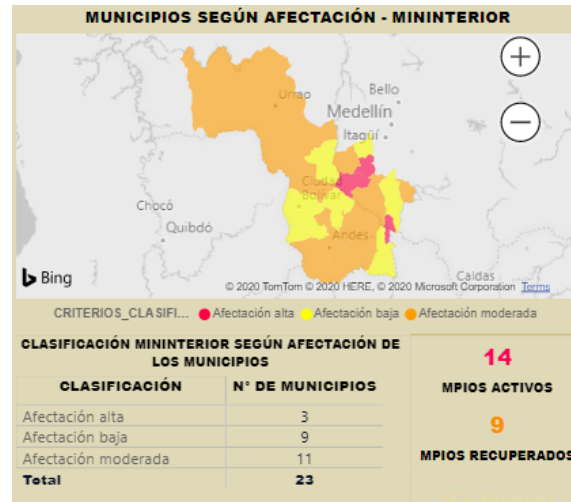 MUNICIPIOS SEGÚN AFECTACIÓN - MININTERIOR
Urrao
Bello
Medellín
Itagüí
Ciudad
Bolívar
Chocó
Quibdó
Andes
Caldas
Bing
© 2020 TomTom © 2020 HERE, © 2020 Microsoft Corporation Terms
CRITERIOS_CLASIFI... Afectación alta Afectación baja Afectación moderada
CLASIFICACIÓN MININTERIOR SEGÚN AFECTACIÓN DE
LOS MUNICIPIOS
CLASIFICACIÓN N° DE MUNICIPIOS
Afectación alta 3
Afectación baja 9
Afectación moderada 11
Total 23
14
MPIOS ACTIVOS
9
MPIOS RECUPERADOS